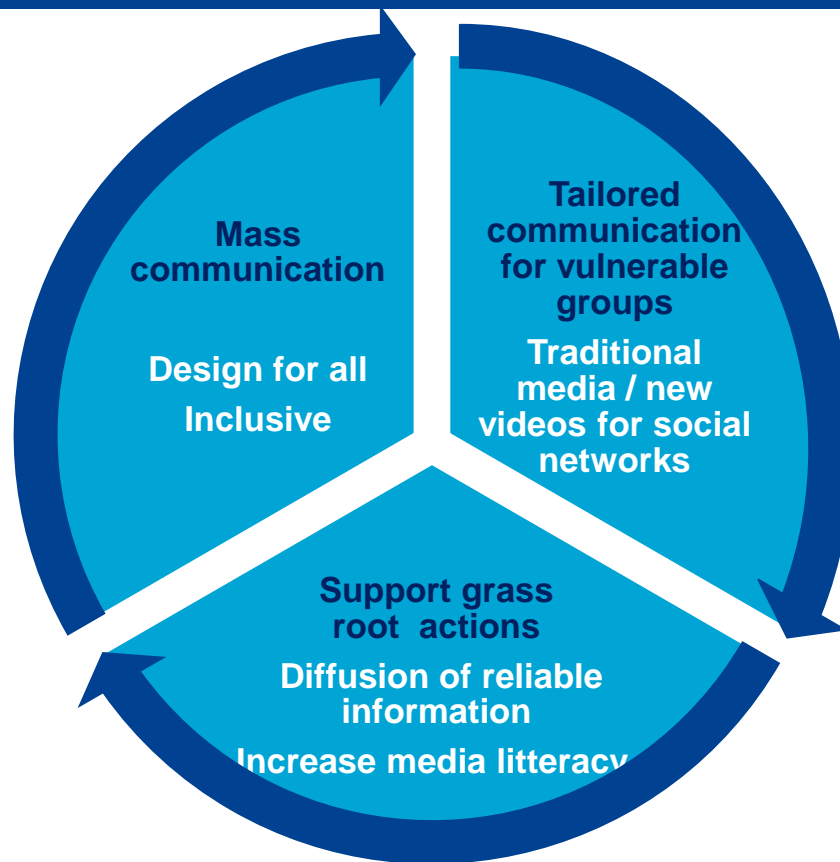 Mass
communication
Design for all
Inclusive
Tailored
communication
for vulnerable
groups
Traditional
media / new
videos for social
networks
Support grass
root actions
Diffusion of reliable
information
Increase media litteracy